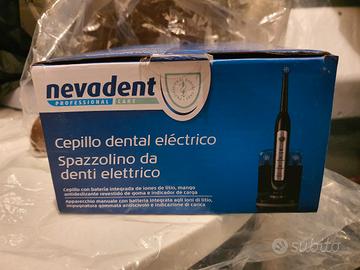 nevadent
PROFESSIONAL CARE
Cepillo dental eléctrico
Spazzolino da
denti elettrico
Cepillo con batería integrada de iones de litio, mango
antideslizante revestido de goma e indicador de carga
Apparecchio manuale con batteria integrata agli ioni di litio,
impugnatura gommata antiscivolo e indicazione di carica
subito